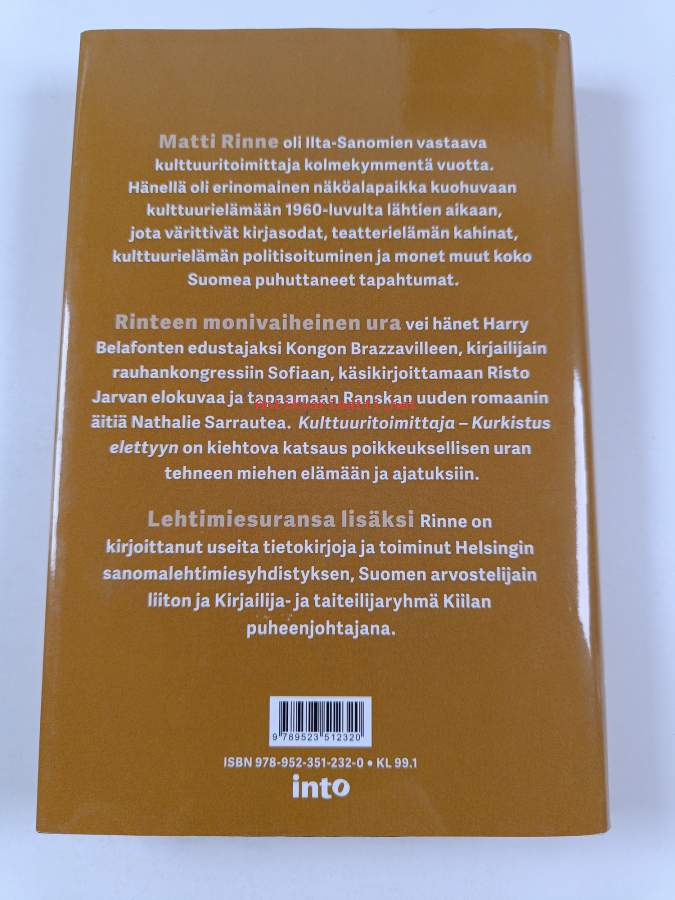 Matti Rinne oli Ilta-Sanomien vastaava
kulttuuritoimittaja kolmekymmentä vuotta.
Hänellä oli erinomainen näköalapaikka kuohuvaan
kulttuurielämään 1960-luvulta lähtien aikaan,
jota värittivät kirjasodat, teatterielämän kahinat,
kulttuurielämän politisoituminen ja monet muut koko
Suomea puhuttaneet tapahtumat.
Rinteen monivaiheinen ura vei hänet Harry
Belafonten edustajaksi Kongon Brazzavilleen, kirjailijain
rauhankongressiin Sofiaan, käsikirjoittamaan Risto
Jarvan elokuvaa ja tapaamaan Ranskan uuden romaanin
äitiä Nathalie Sarrautea. Kulttuuritoimittaja – Kurkistus
elettyyn on kiehtova katsaus poikkeuksellisen uran
tehneen miehen elämään ja ajatuksiin.
Lehtimiesuransa lisäksi Rinne on
kirjoittanut useita tietokirjoja ja toiminut Helsingin
sanomalehtimiesyhdistyksen, Suomen arvostelijain
liiton ja Kirjailija- ja taiteilijaryhmä Kiilan
puheenjohtajana.
9 789523 512320
ISBN 978-952-351-232-0 • KL 99.1
into